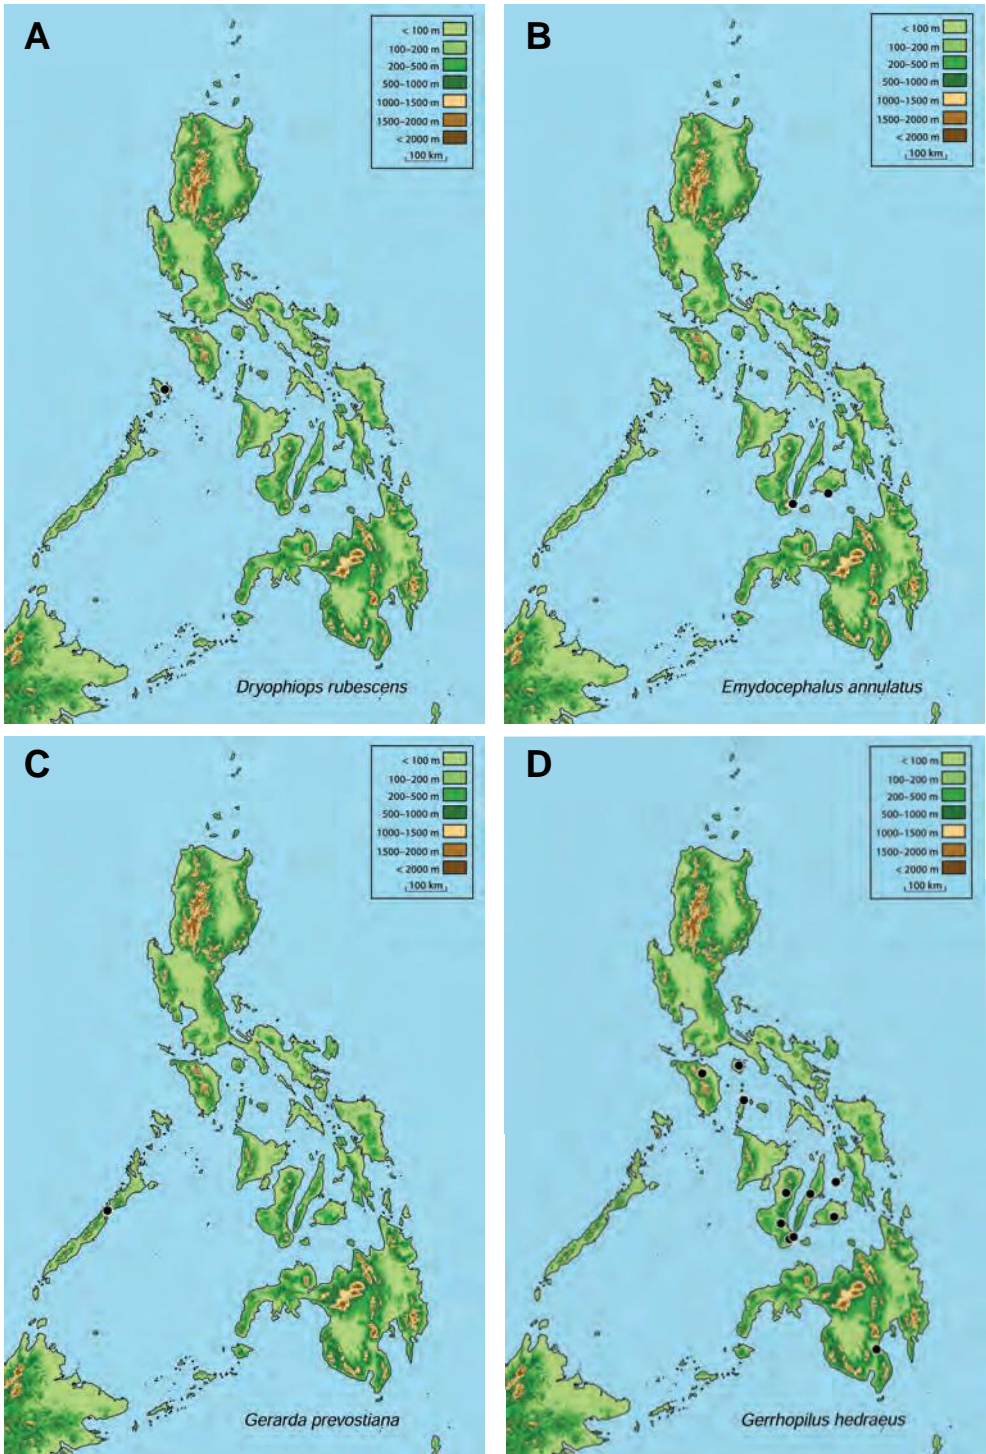 A
< 100 m
100–200 m
200–500 m
500–1000 m
1000–1500 m
1500–2000 m
< 2000 m
100 km
Dryophiops rubescens
B
< 100 m
100–200 m
200–500 m
500–1000 m
1000–1500 m
1500–2000 m
< 2000 m
100 km
Emydocephalus annulatus
C
< 100 m
100–200 m
200–500 m
500–1000 m
1000–1500 m
1500–2000 m
< 2000 m
100 km
Gerarda prevostiana
D
< 100 m
100–200 m
200–500 m
500–1000 m
1000–1500 m
1500–2000 m
< 2000 m
100 km
Gerrhopilus hedraeus